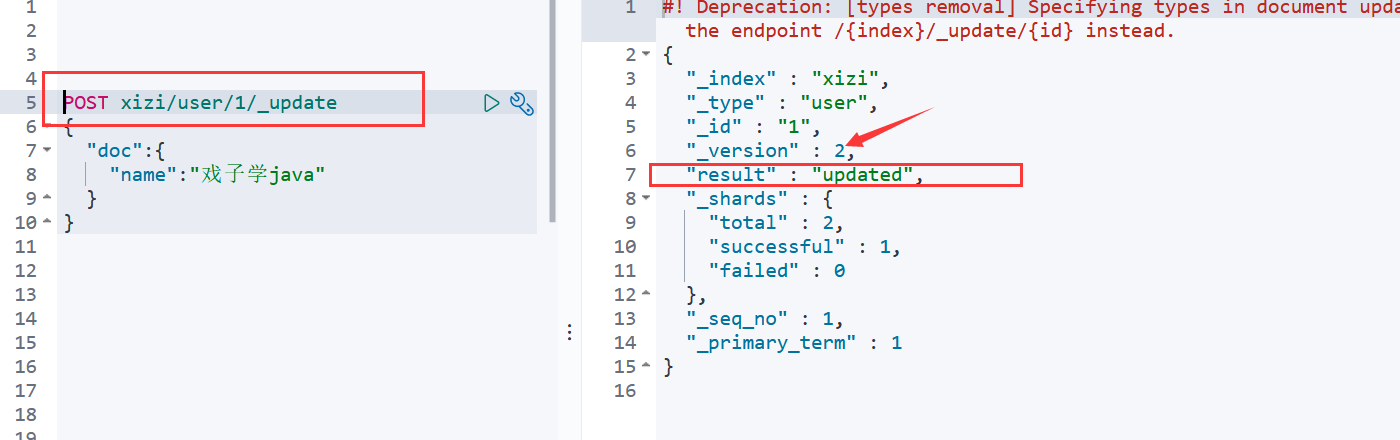 1
2
3
4
5 POST xizi/user/1/_update
6 {
7 "doc":{
8 "name":"戏子学java"
9 }
10 }
11
12
13
14
15
16
17
18
19
1 #! Deprecation: [types removal] Specifying types in document upda
the endpoint /{index}/_update/{id} instead.
2 {
3 "_index" : "xizi",
4 "_type" : "user",
5 "_id" : "1",
6 "_version" : 2,
7 "result" : "updated",
8 "_shards" : {
9 "total" : 2,
10 "successful" : 1,
11 "failed" : 0
12 },
13 "_seq_no" : 1,
14 "_primary_term" : 1
15 }
16